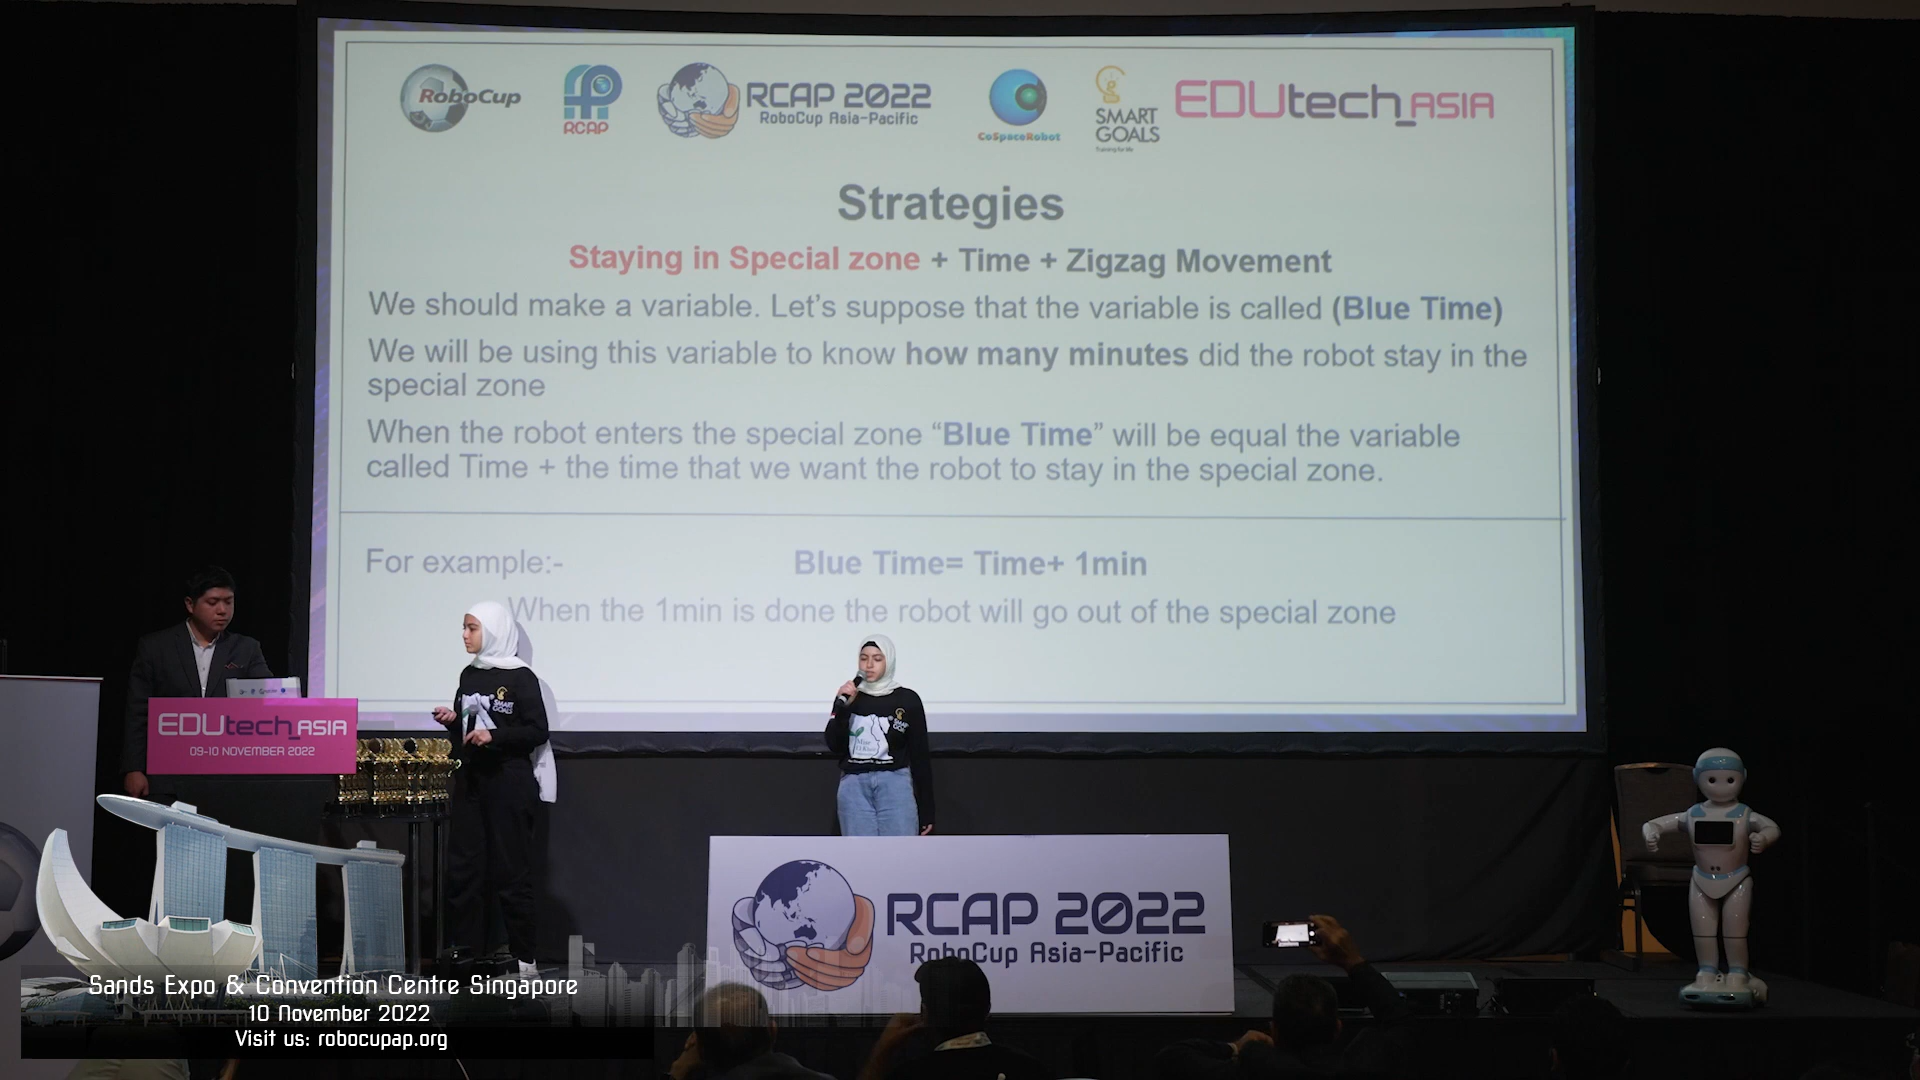 RoboCup
RCAP
RCAP 2022
RoboCup Asia-Pacific
CoSpaceRobot
SMART
GOALS
Training for life
EDUtech_ASIA
Strategies
Staying in Special zone + Time + Zigzag Movement
We should make a variable. Let's suppose that the variable is called (Blue Time)
We will be using this variable to know how many minutes did the robot stay in the
special zone
When the robot enters the special zone “Blue Time” will be equal the variable
called Time + the time that we want the robot to stay in the special zone.
For example:-
Blue Time= Time+ 1min
When the 1min is done the robot will go out of the special zone
EDUtech_ASIA
09-10 NOVEMBER 2022
SMART
GOALS
SMART
RCAP 2022
RoboCup Asia-Pacific
Sands Expo & Convention Centre Singapore
10 November 2022
Visit us: robocupap.org